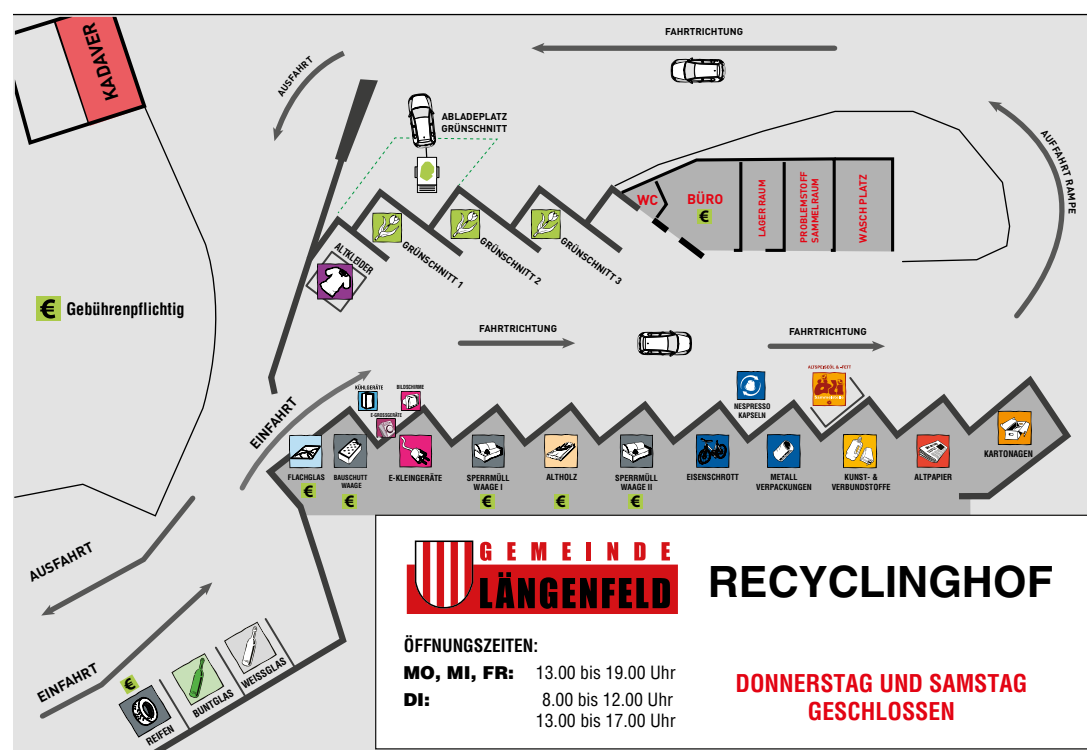 KADAVER
AUSFAHRT
FAHRTRICHTUNG
ABLADEPLATZ
GRÜNSCHNITT
AUFFAHRT RAMPE
WC
BÜRO
€
LAGER RAUM
PROBLEMSTOFF
SAMMELRAUM
WASCH PLATZ
ALTKLEIDER
GRÜNSCHNITT 1
GRÜNSCHNITT 2
GRÜNSCHNITT 3
€ Gebührenpflichtig
FAHRTRICHTUNG
FAHRTRICHTUNG
EINFAHRT
KÜHLGERÄTE
BILDSCHIRME
E-GROSSGERÄTE
NESPRESSO
KAPSELN
ALTSPEISEÖL & -FETT
öli
FLACHGLAS
€
BAUSCHUTT
WAAGE
€
E-KLEINGERÄTE
SPERRMÜLL
WAAGE I
€
ALTHOLZ
€
SPERRMÜLL
WAAGE II
€
EISENSCHROTT
METALL
VERPACKUNGEN
KUNST- &
VERBUNDSTOFFE
ALTPAPIER
KARTONAGEN
AUSFAHRT
EINFAHRT
€
REIFEN
BUNTGLAS
WEISSGLAS
GEMEINDE
LÄNGENFELD
RECYCLINGHOF
ÖFFNUNGSZEITEN:
MO, MI, FR: 13.00 bis 19.00 Uhr
DI: 8.00 bis 12.00 Uhr
13.00 bis 17.00 Uhr
DONNERSTAG UND SAMSTAG
GESCHLOSSEN